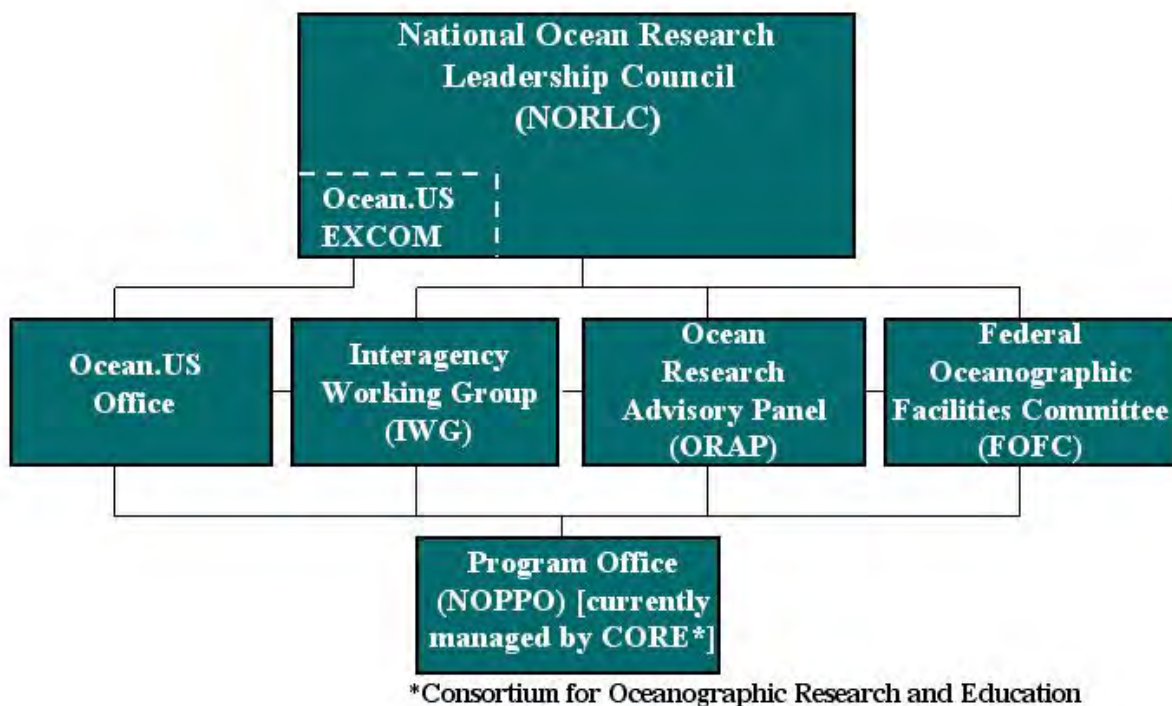 National Ocean Research
Leadership Council
(NORLC)
Ocean.US
EXCOM
Ocean.US
Office
Interagency
Working Group
(IWG)
Ocean
Research
Advisory Panel
(ORAP)
Federal
Oceanographic
Facilities Committee
(FOFC)
Program Office
(NOPPO) [currently
managed by CORE*]
*Consortium for Oceanographic Research and Education